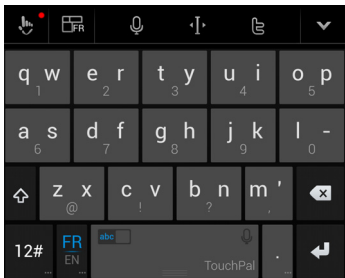 FR
q w e r t y u i o p
1 2 3 4 5
a s d f g h j k l -
6 7 8 9 0
z x c v b n m '
@ ! ? ,
12# FR abc .
EN TouchPal